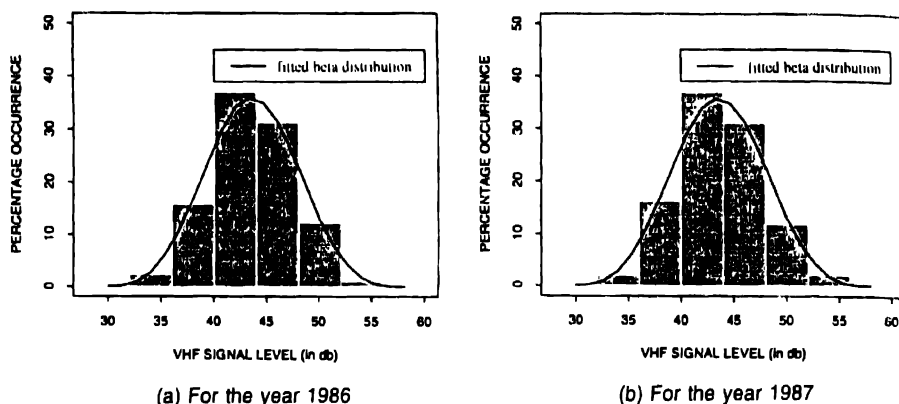 PERCENTAGE OCCURRENCE
50
40
30
20
10
0
fitted beta distribution
30 35 40 45 50 55 60
VHF SIGNAL LEVEL (in db)
(a) For the year 1986
PERCENTAGE OCCURRENCE
50
40
30
20
10
0
fitted beta distribution
30 35 40 45 50 55 60
VHF SIGNAL LEVEL (in db)
(b) For the year 1987